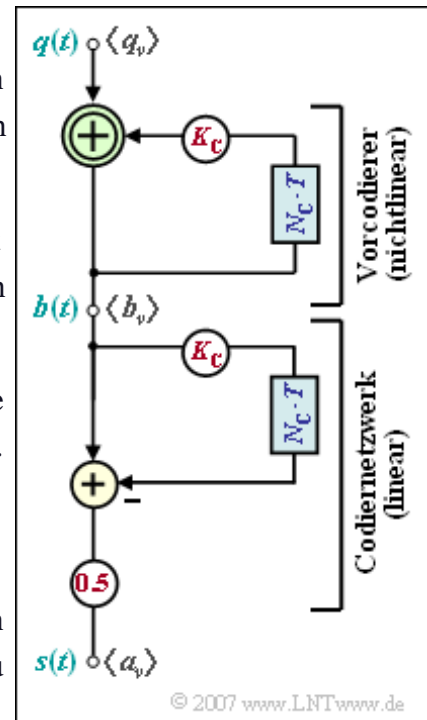 q(t) ⟨q_ν⟩
n
+
K_C
n
N_C · T
Vorcodierer
(nichtlinear)
n
b(t) ⟨b_ν⟩
K_C
N_C · T
e
Codiernetzwerk
(linear)
+
–
0.5
n
s(t) ⟨a_ν⟩
u
© 2007 www.LNTwww.de